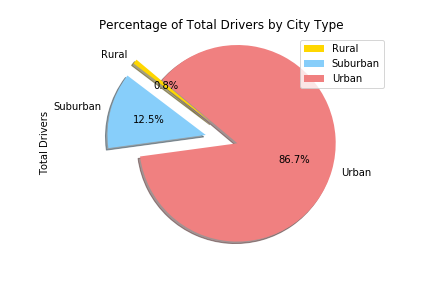 Percentage of Total Drivers by City Type
Rural
Suburban
Urban
Rural
0.8%
Suburban
12.5%
Total Drivers
86.7%
Urban